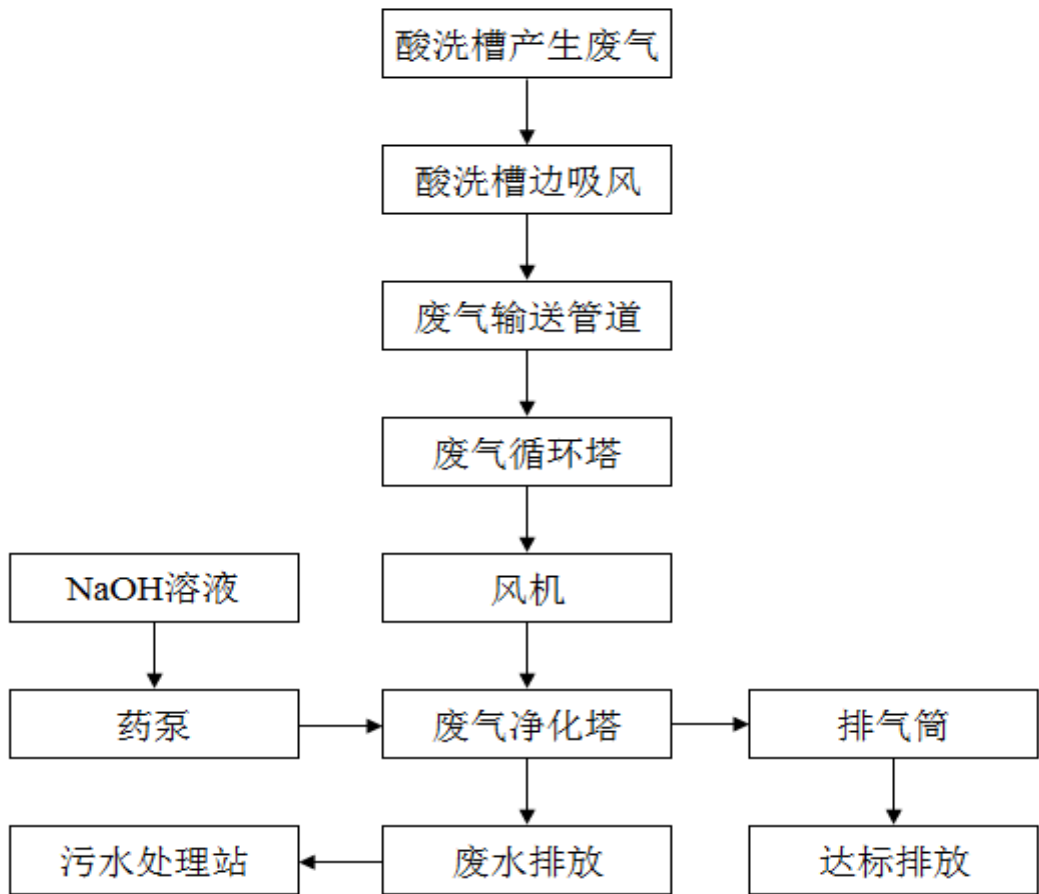 酸洗槽产生废气
酸洗槽边吸风
废气输送管道
废气循环塔
NaOH溶液
风机
药泵
废气净化塔
排气筒
污水处理站
废水排放
达标排放